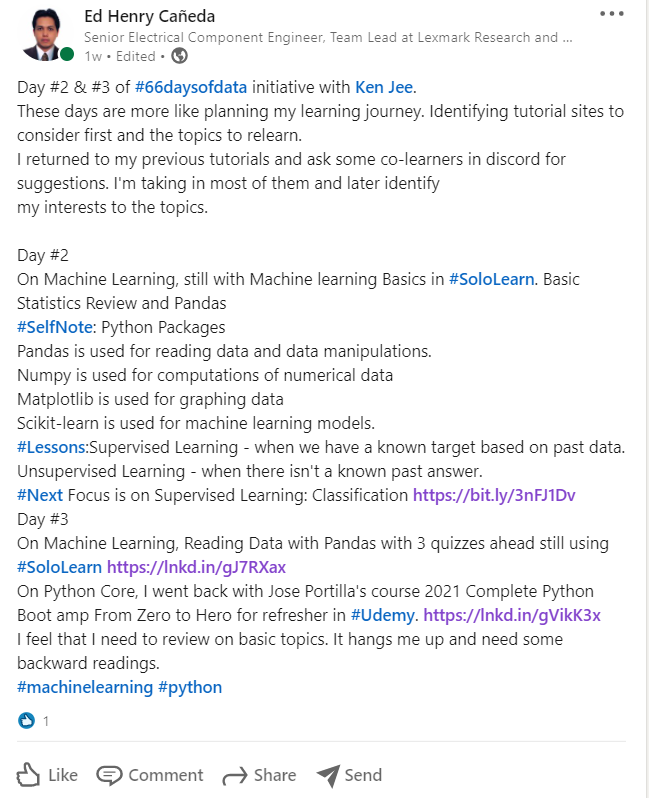 Ed Henry Cañeda
Senior Electrical Component Engineer, Team Lead at Lexmark Research and ...
1w • Edited •
Day #2 & #3 of #66daysofdata initiative with Ken Jee.
These days are more like planning my learning journey. Identifying tutorial sites to
consider first and the topics to relearn.
I returned to my previous tutorials and ask some co-learners in discord for
suggestions. I'm taking in most of them and later identify
my interests to the topics.
Day #2
On Machine Learning, still with Machine learning Basics in #SoloLearn. Basic
Statistics Review and Pandas
#SelfNote: Python Packages
Pandas is used for reading data and data manipulations.
Numpy is used for computations of numerical data
Matplotlib is used for graphing data
Scikit-learn is used for machine learning models.
#Lessons:Supervised Learning - when we have a known target based on past data.
Unsupervised Learning - when there isn't a known past answer.
#Next Focus is on Supervised Learning: Classification https://bit.ly/3nFJ1Dv
Day #3
On Machine Learning, Reading Data with Pandas with 3 quizzes ahead still using
#SoloLearn https://lnkd.in/gJ7RXax
On Python Core, I went back with Jose Portilla's course 2021 Complete Python
Boot amp From Zero to Hero for refresher in #Udemy. https://lnkd.in/gVikK3x
I feel that I need to review on basic topics. It hangs me up and need some
backward readings.
#machinelearning #python
1
Like Comment Share Send